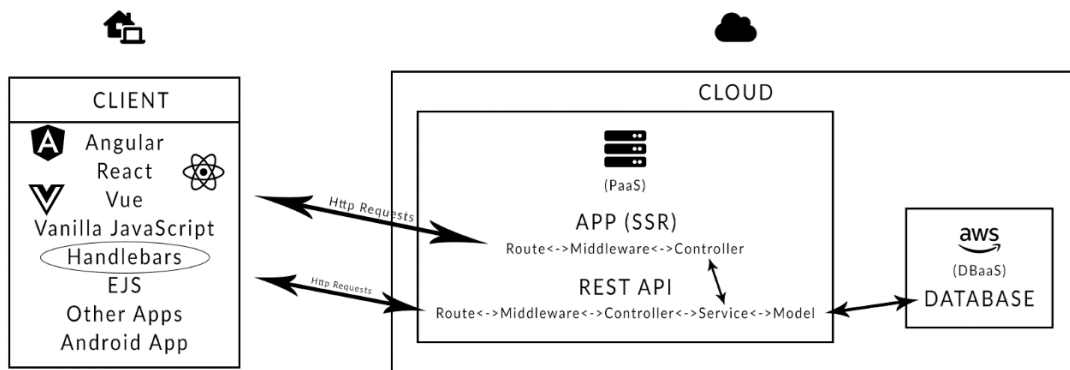 CLIENT
Angular
React
Vue
Vanilla JavaScript
Handlebars
EJS
Other Apps
Android App
Http Requests
Http Requests
CLOUD
(PaaS)
APP (SSR)
Route<->Middleware<->Controller
REST API
Route<->Middleware<->Controller<->Service<->Model
aws
(DBaaS)
DATABASE